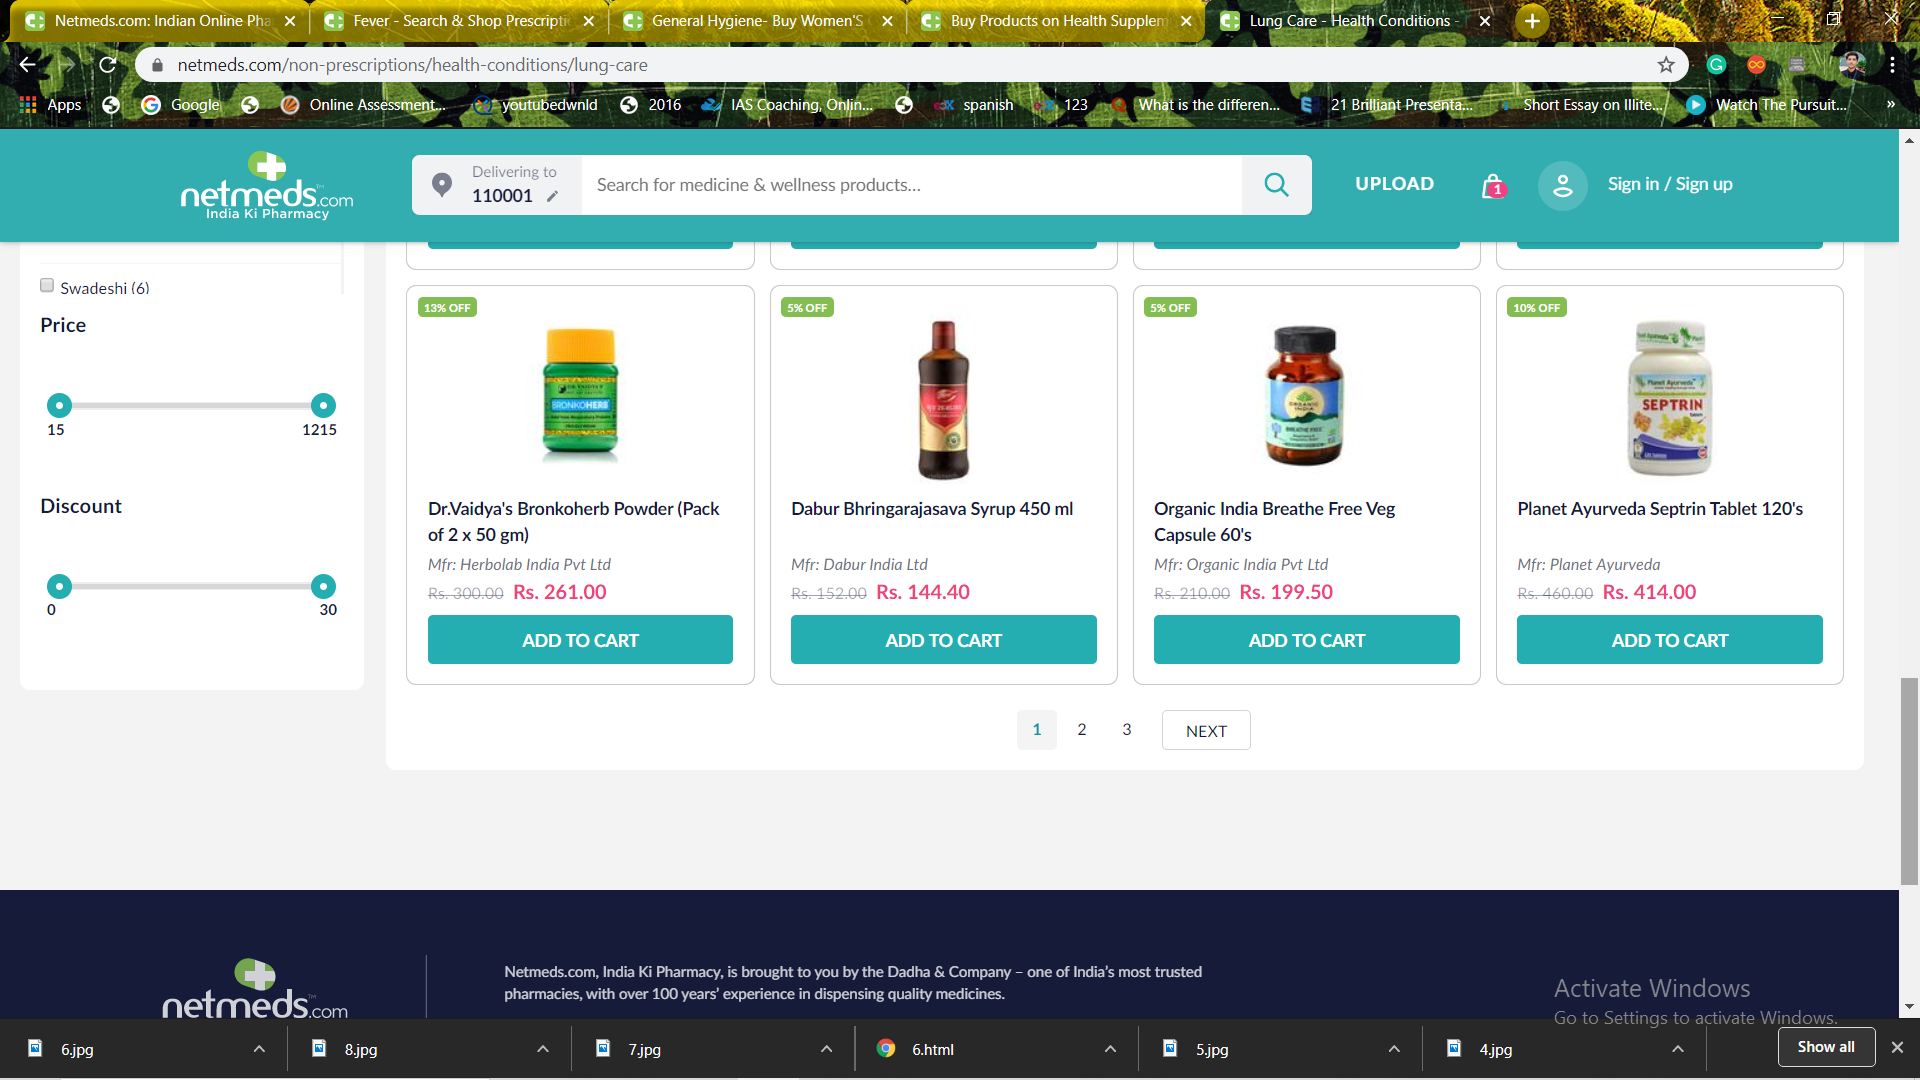 Netmeds.com: Indian Online Pha
Fever - Search & Shop Prescripti
General Hygiene- Buy Women'S
Buy Products on Health Supplem
Lung Care - Health Conditions -
netmeds.com/non-prescriptions/health-conditions/lung-care
Apps
Google
Online Assessment...
youtubedwnld
2016
IAS Coaching, Onlin...
spanish
123
What is the differen...
21 Brilliant Presenta...
Short Essay on Illite...
Watch The Pursuit...
»
netmeds.com
India Ki Pharmacy
Delivering to
110001
Search for medicine & wellness products...
UPLOAD
1
Sign in / Sign up
Swadeshi (6)
Price
15
1215
Discount
0
30
13% OFF
BRONKOHERB
Dr.Vaidya's Bronkoherb Powder (Pack
of 2 x 50 gm)
Mfr: Herbolab India Pvt Ltd
Rs. 300.00 Rs. 261.00
ADD TO CART
5% OFF
Dabur Bhringarajasava Syrup 450 ml
Mfr: Dabur India Ltd
Rs. 152.00 Rs. 144.40
ADD TO CART
5% OFF
ORGANIC
INDIA
BREATHE FREE
Organic India Breathe Free Veg
Capsule 60's
Mfr: Organic India Pvt Ltd
Rs. 210.00 Rs. 199.50
ADD TO CART
10% OFF
Planet Ayurveda
SEPTRIN
Planet Ayurveda Septrin Tablet 120's
Mfr: Planet Ayurveda
Rs. 460.00 Rs. 414.00
ADD TO CART
1 2 3 NEXT
netmeds.com
Netmeds.com, India Ki Pharmacy, is brought to you by the Dadha & Company – one of India's most trusted
pharmacies, with over 100 years' experience in dispensing quality medicines.
Activate Windows
Go to Settings to activate Windows.
6.jpg
8.jpg
7.jpg
6.html
5.jpg
4.jpg
Show all